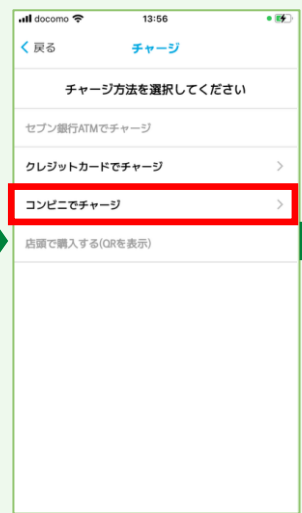 docomo 13:56
戻る チャージ
チャージ方法を選択してください
セブン銀行ATMでチャージ
クレジットカードでチャージ
コンビニでチャージ
店頭で購入する(QRを表示)